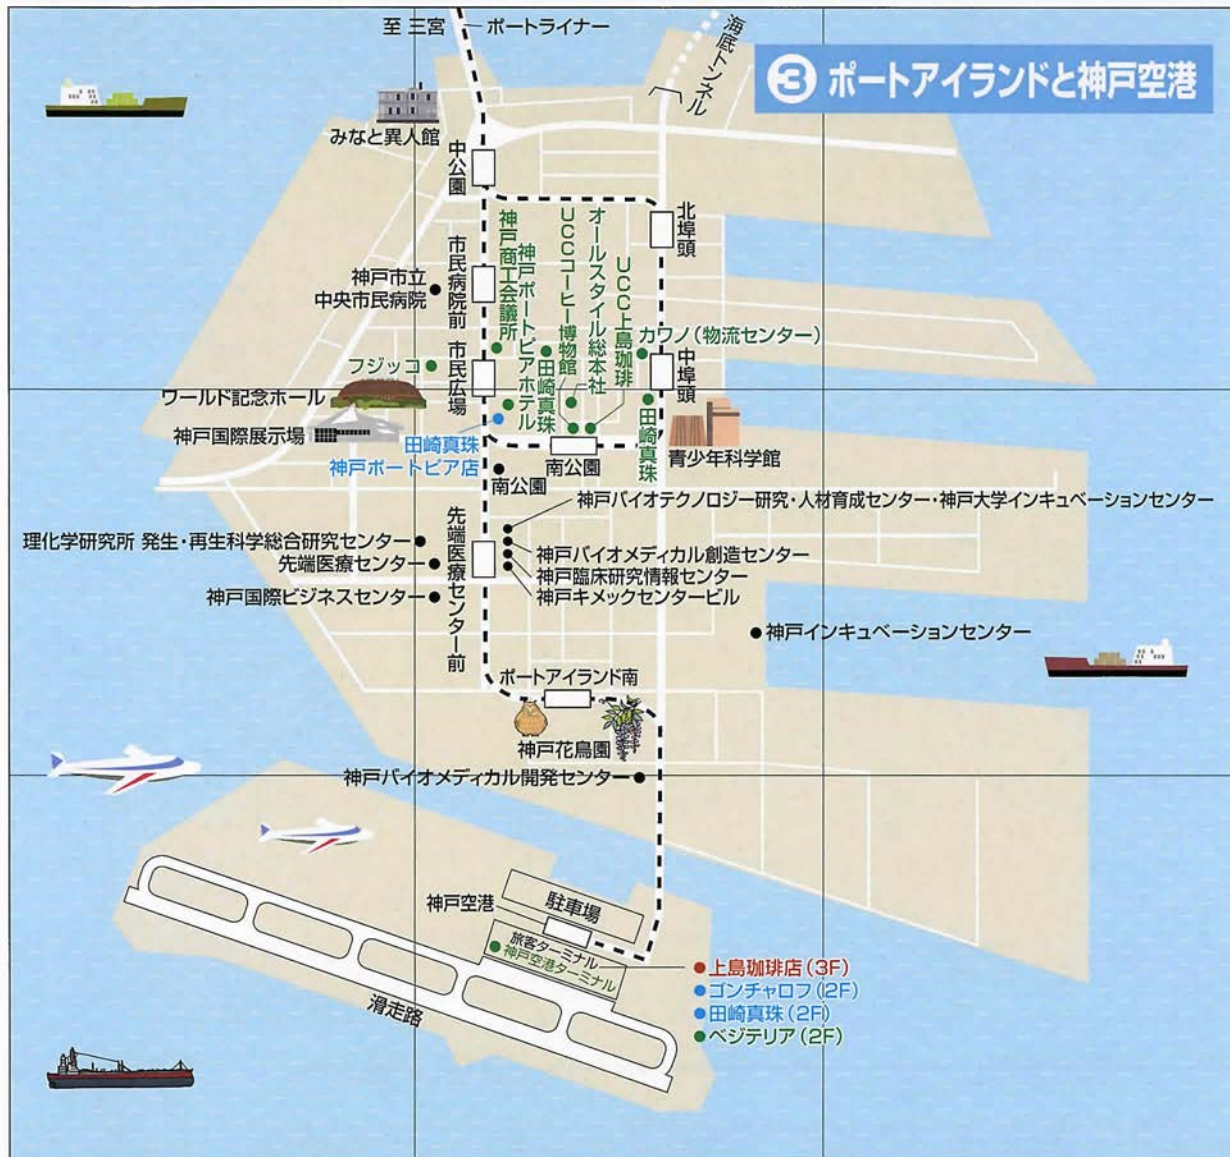 至 三宮
ポートライナー
海底トンネル
③ ポートアイランドと神戸空港
みなと異人館
中公園
北埠頭
神戸市立
中央市民病院
市民病院前
神戸商工会議所
神戸ポートピアホテル
UCCコーヒー博物館
オールスタイル総本社
UCC上島珈琲
カワノ(物流センター)
フジッコ
市民広場
田崎真珠
中埠頭
ワールド記念ホール
神戸国際展示場
田崎真珠
神戸ポートピア店
南公園
田崎真珠
青少年科学館
南公園
神戸バイオテクノロジー研究・人材育成センター・神戸大学インキュベーションセンター
理化学研究所 発生・再生科学総合研究センター
先端医療センター
神戸国際ビジネスセンター
先端医療センター前
神戸バイオメディカル創造センター
神戸臨床研究情報センター
神戸キメックセンタービル
神戸インキュベーションセンター
ポートアイランド南
神戸花鳥園
神戸バイオメディカル開発センター
神戸空港
駐車場
旅客ターミナル
神戸空港ターミナル
上島珈琲店(3F)
ゴンチャロフ(2F)
田崎真珠(2F)
ベジテリア(2F)
滑走路